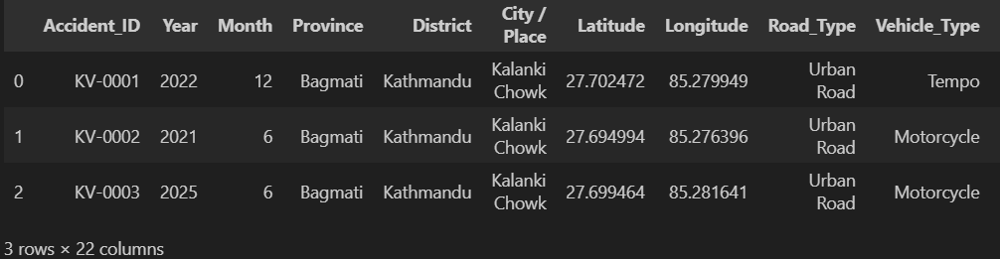 Accident_ID Year Month Province District City / Place Latitude Longitude Road_Type Vehicle_Type
0 KV-0001 2022 12 Bagmati Kathmandu Kalanki Chowk 27.702472 85.279949 Urban Road Tempo
1 KV-0002 2021 6 Bagmati Kathmandu Kalanki Chowk 27.694994 85.276396 Urban Road Motorcycle
2 KV-0003 2025 6 Bagmati Kathmandu Kalanki Chowk 27.699464 85.281641 Urban Road Motorcycle
3 rows × 22 columns